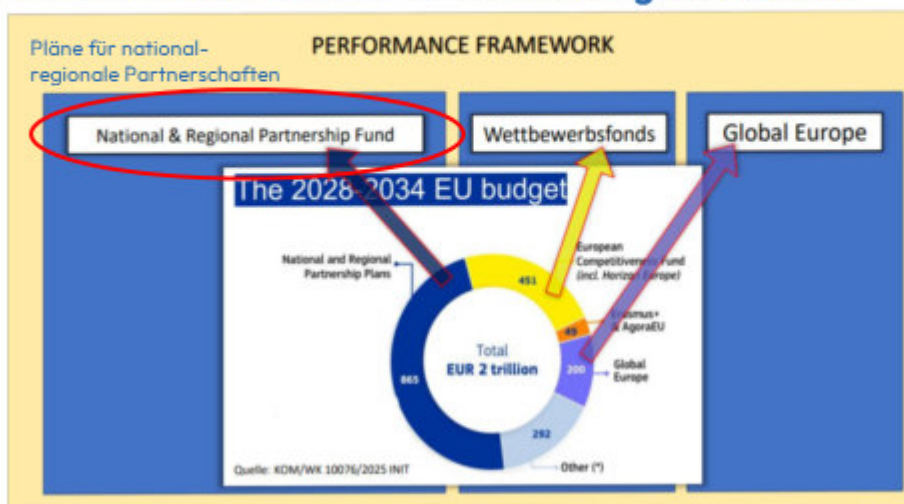 Pläne für national-
regionale Partnerschaften
PERFORMANCE FRAMEWORK
National & Regional Partnership Fund
Wettbewerbsfonds
Global Europe
The 2028-2034 EU budget
National and Regional
Partnership Plans
European
Competitiveness Fund
(incl. Horizon Europe)
451
Erasmus+
& AgoraEU
49
Total
EUR 2 trillion
865
200
Global
Europe
292
Other (*)
Quelle: KOM/WK 10076/2025 INIT